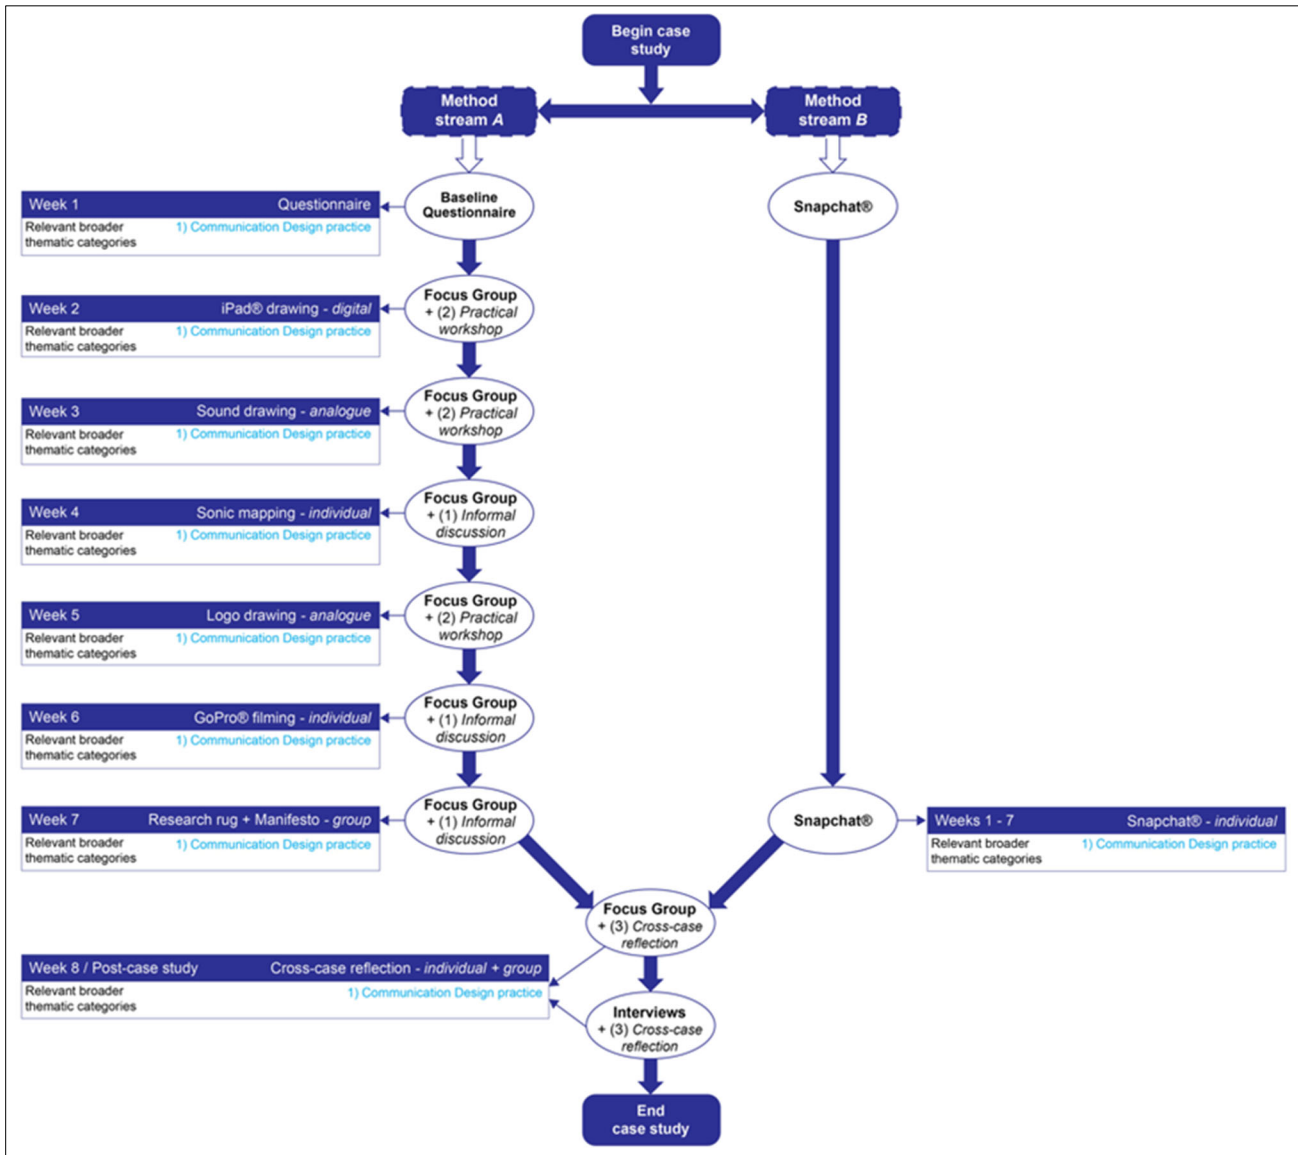 Begin case
study
Method
stream A
Method
stream B
Baseline
Questionnaire
Snapchat®
Week 1 Questionnaire
Relevant broader 1) Communication Design practice
thematic categories
Focus Group
+ (2) Practical
workshop
Week 2 iPad® drawing - digital
Relevant broader 1) Communication Design practice
thematic categories
Focus Group
+ (2) Practical
workshop
Week 3 Sound drawing - analogue
Relevant broader 1) Communication Design practice
thematic categories
Focus Group
+ (1) Informal
discussion
Week 4 Sonic mapping - individual
Relevant broader 1) Communication Design practice
thematic categories
Focus Group
+ (2) Practical
workshop
Week 5 Logo drawing - analogue
Relevant broader 1) Communication Design practice
thematic categories
Focus Group
+ (1) Informal
discussion
Week 6 GoPro® filming - individual
Relevant broader 1) Communication Design practice
thematic categories
Focus Group
+ (1) Informal
discussion
Week 7 Research rug + Manifesto - group
Relevant broader 1) Communication Design practice
thematic categories
Snapchat®
Weeks 1 - 7 Snapchat® - individual
Relevant broader 1) Communication Design practice
thematic categories
Focus Group
+ (3) Cross-case
reflection
Week 8 / Post-case study Cross-case reflection - individual + group
Relevant broader 1) Communication Design practice
thematic categories
Interviews
+ (3) Cross-case
reflection
End
case study